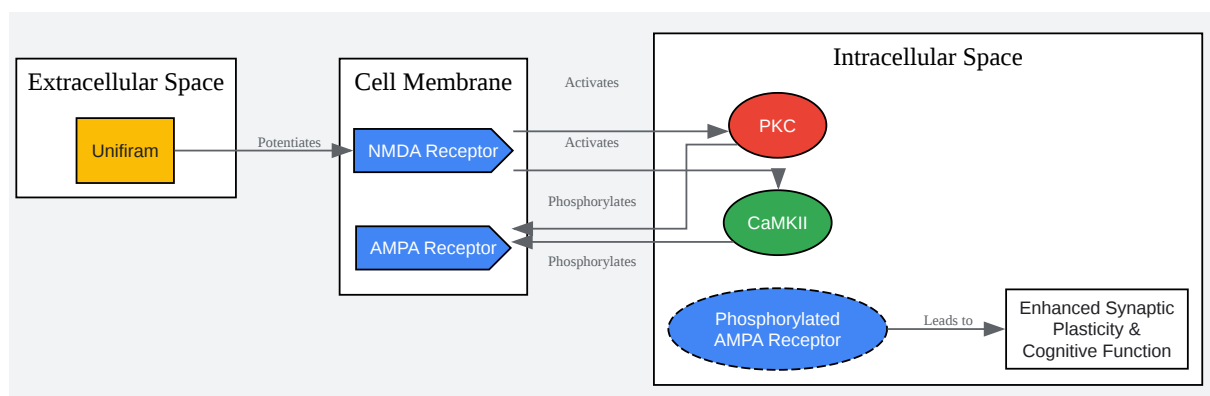 Extracellular Space
Unifiram
Potentiates
Cell Membrane
NMDA Receptor
AMPA Receptor
Activates
Activates
Phosphorylates
Phosphorylates
Intracellular Space
PKC
CaMKII
Phosphorylated
AMPA Receptor
Leads to
Enhanced Synaptic
Plasticity &
Cognitive Function